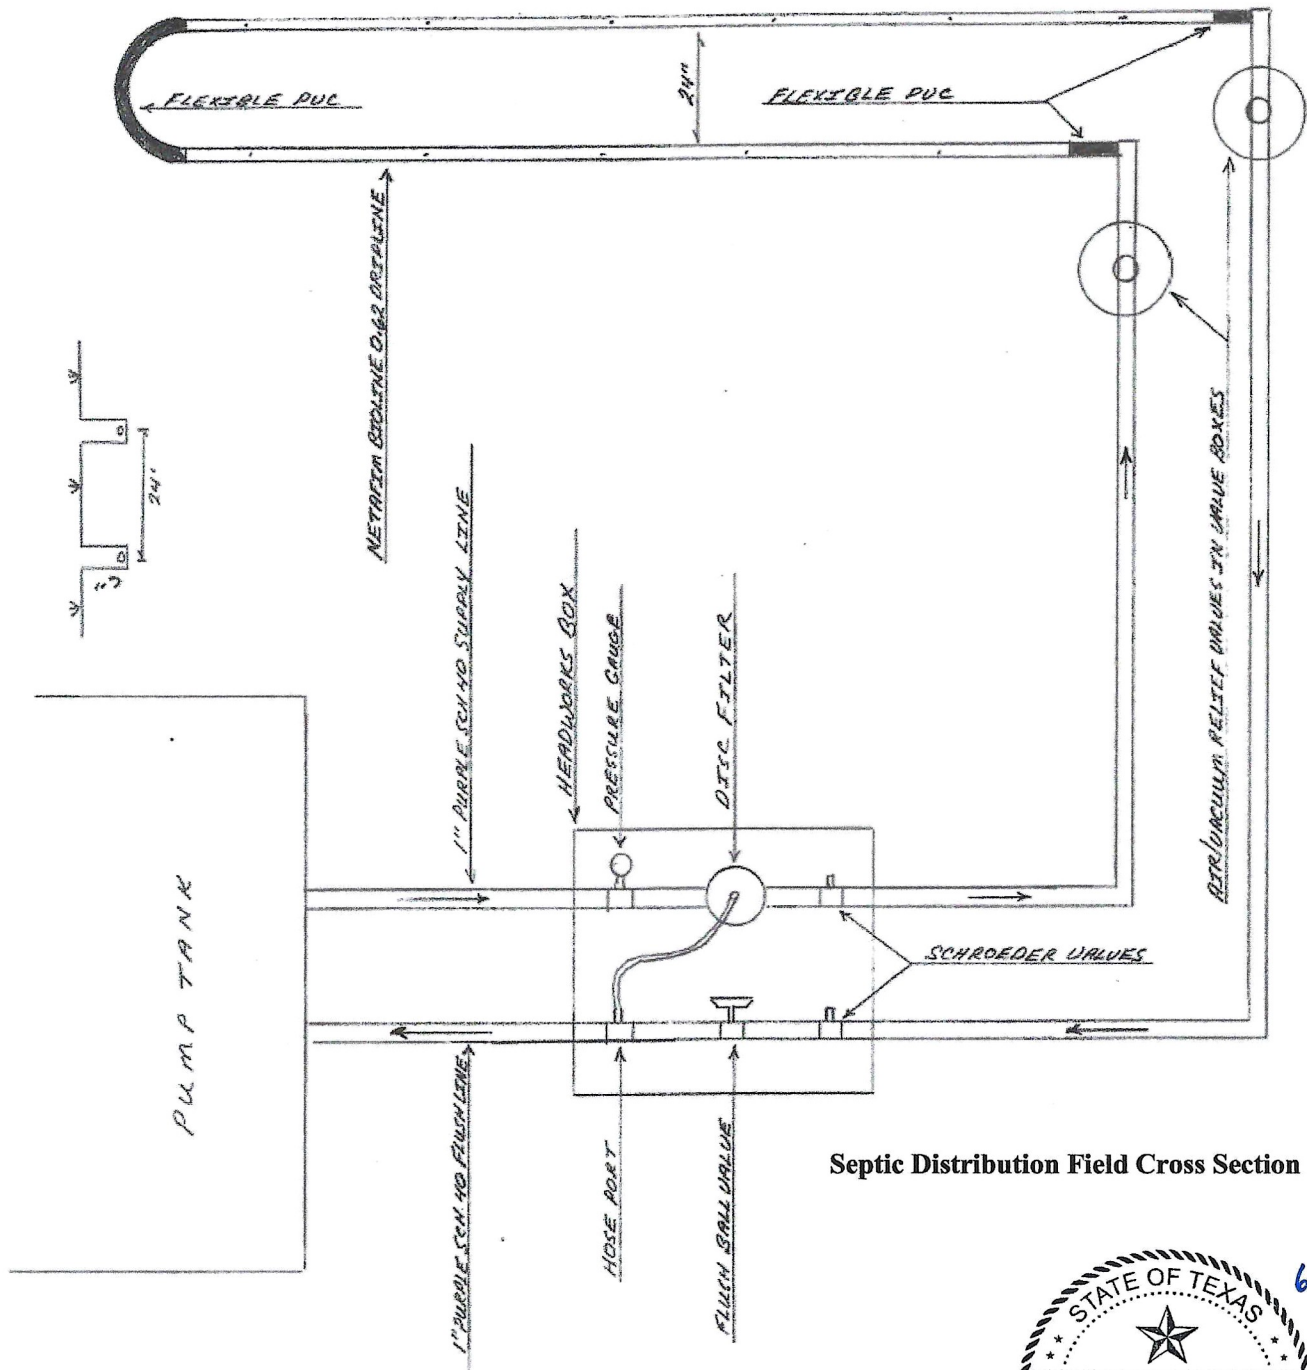 FLEXIBLE PVC
24"
FLEXIBLE PVC
NETAFIM BIOLINE 0.62 DRIPLINE
24'
1" PURPLE SCH 40 SUPPLY LINE
HEADWORKS BOX
PRESSURE GAUGE
DISC FILTER
AIR/VACUUM RELIEF VALVES IN VALVE BOXES
PUMP TANK
SCHROEDER VALVES
1" PURPLE SCH. 40 FLUSH LINE
HOSE PORT
FLUSH BALL VALVE
Septic Distribution Field Cross Section
STATE OF TEXAS
6